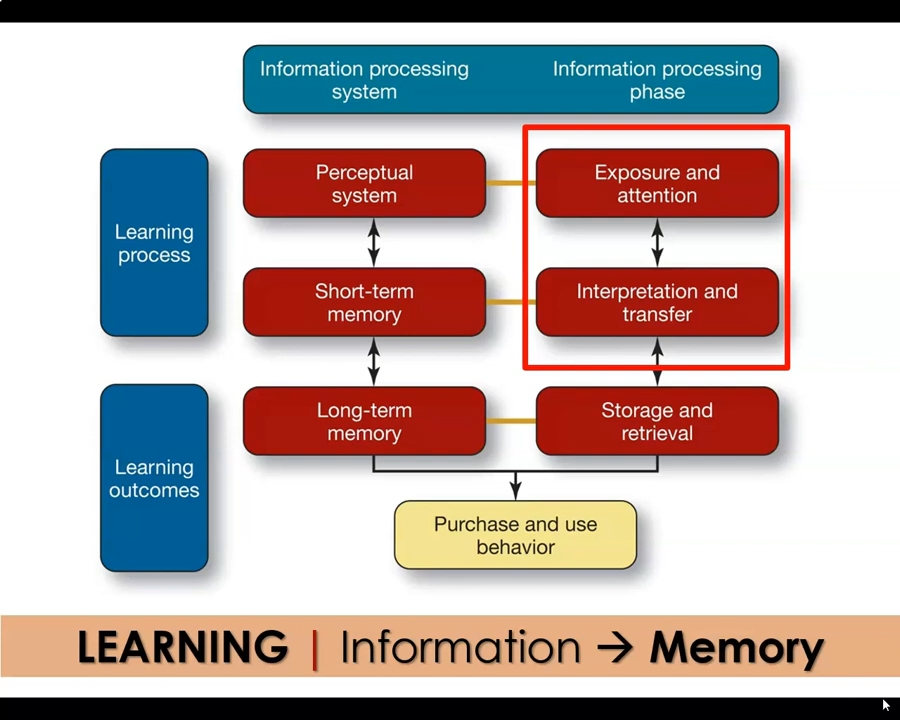 Information processing
system
Information processing
phase
Learning
process
Perceptual
system
Exposure and
attention
Short-term
memory
Interpretation and
transfer
Learning
outcomes
Long-term
memory
Storage and
retrieval
Purchase and use
behavior
LEARNING | Information → Memory